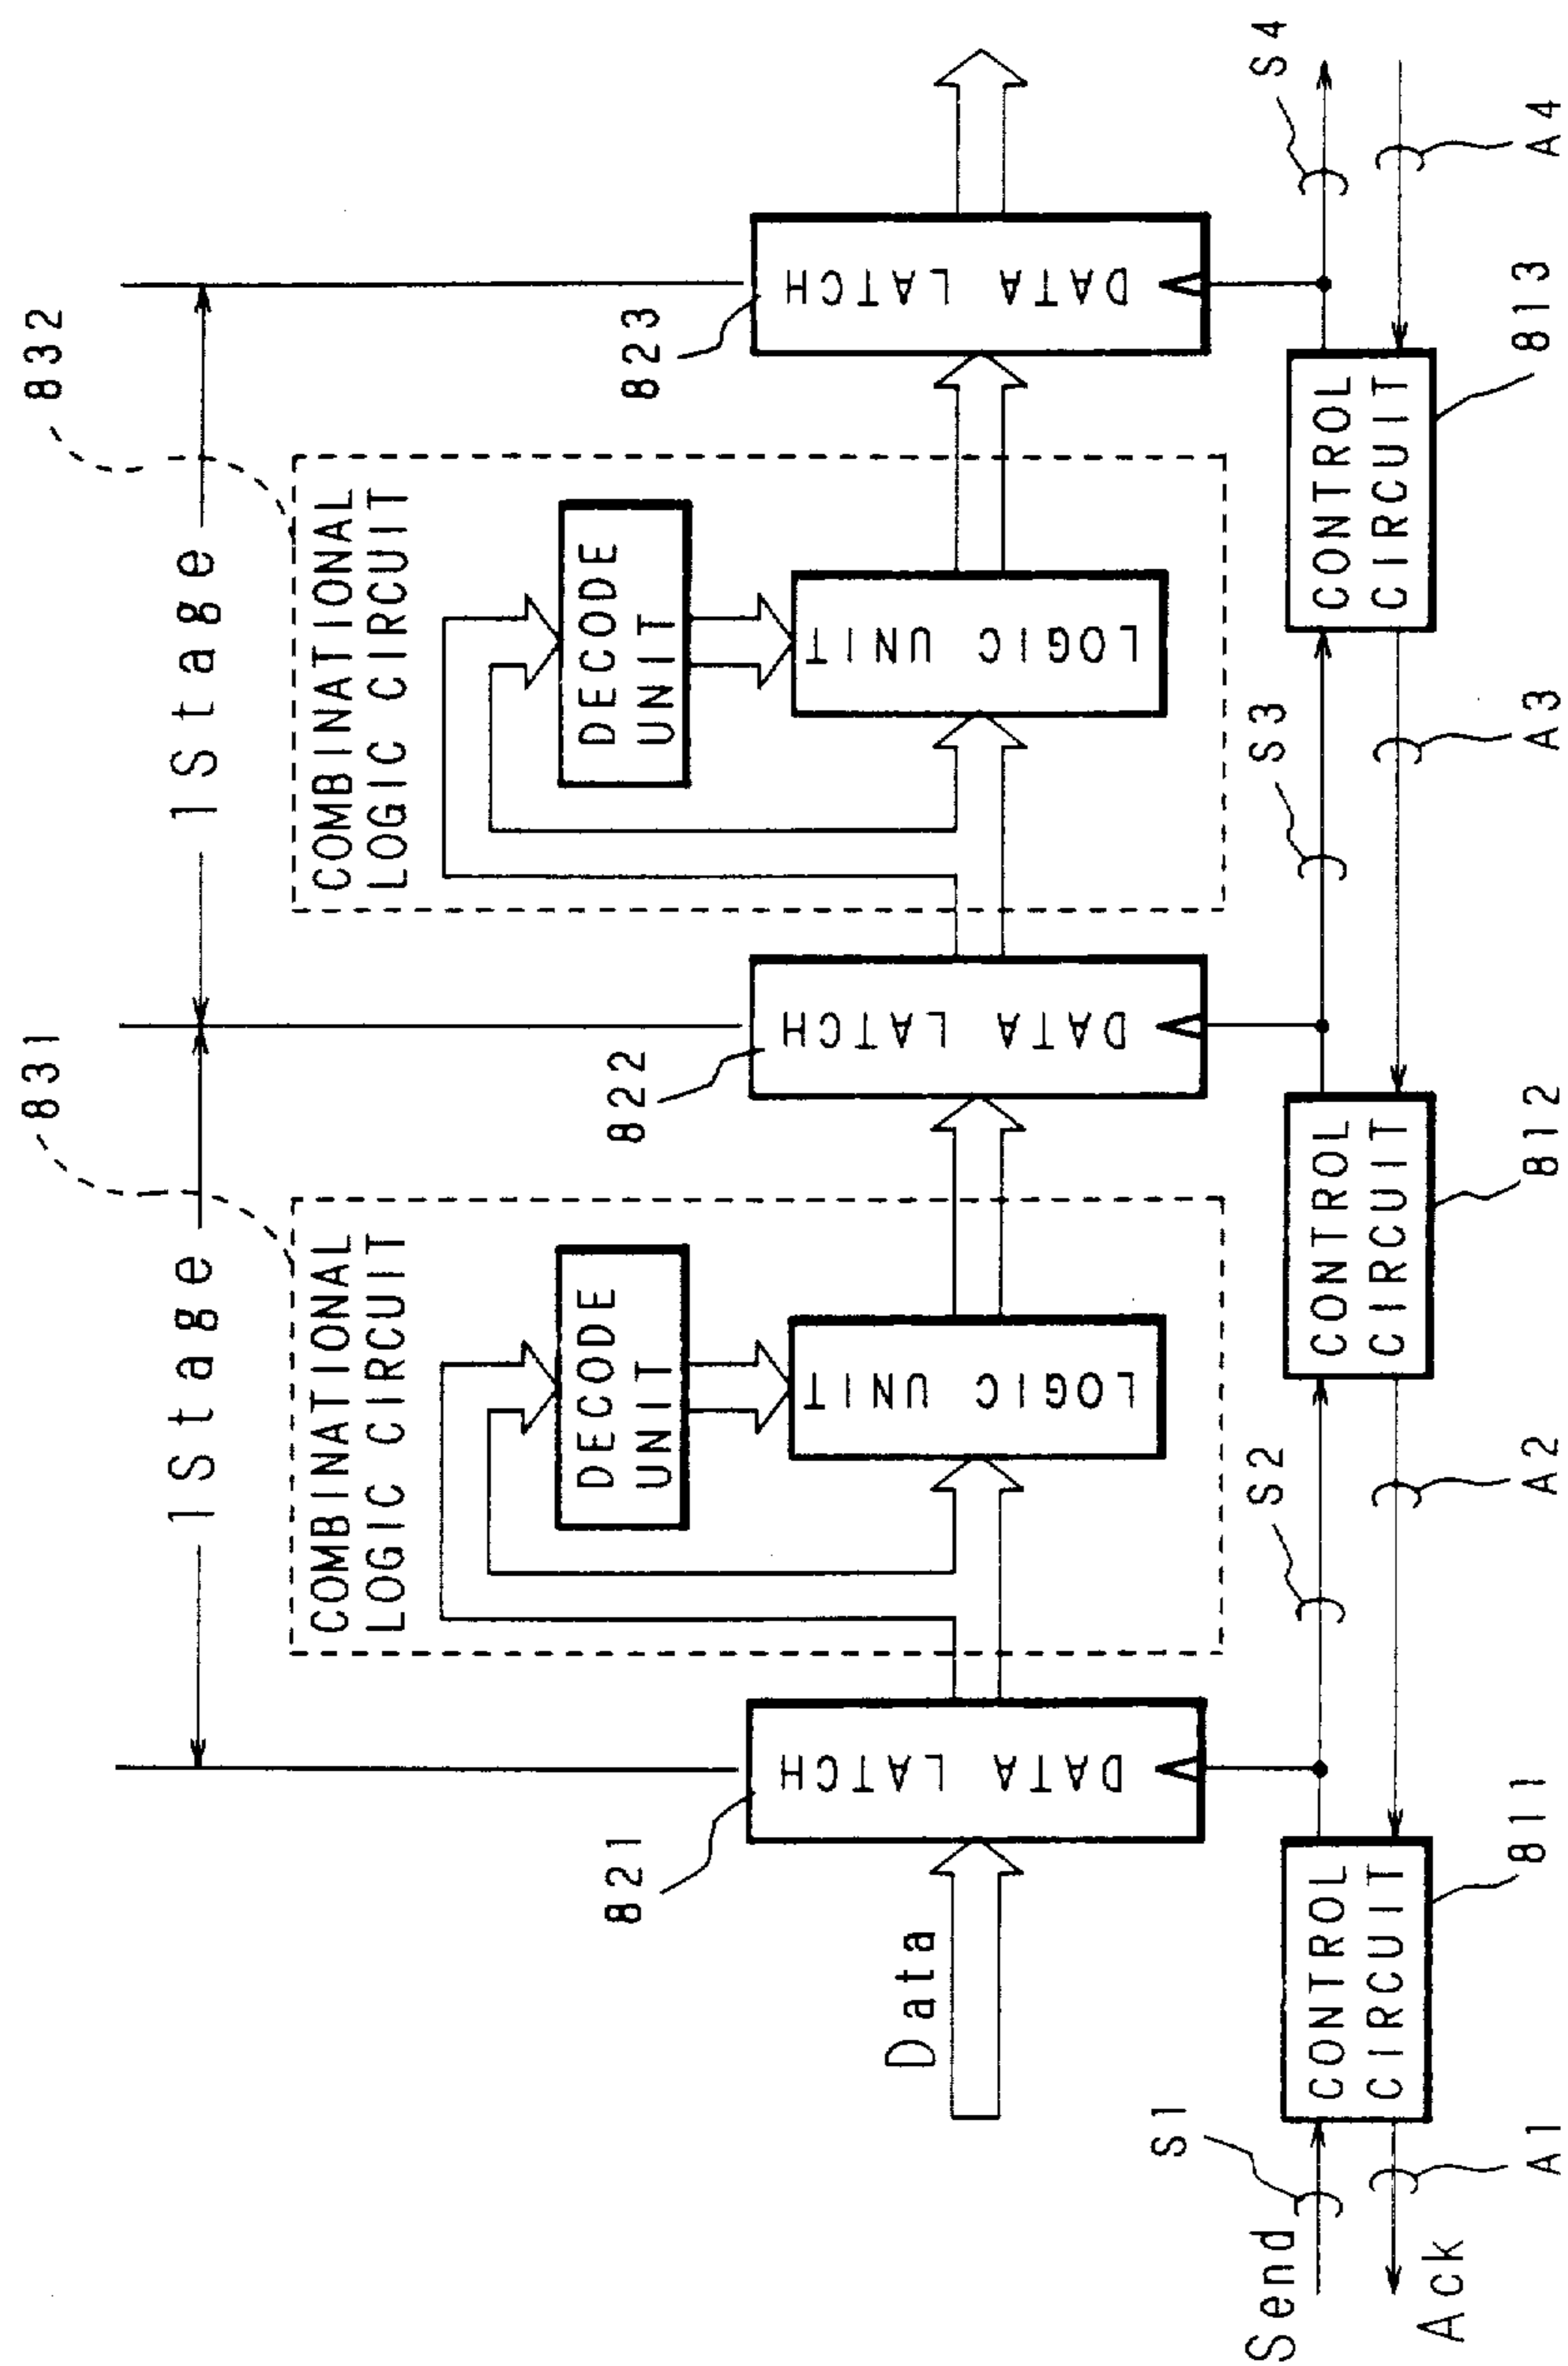 831
832
1Stage
1Stage
COMBINATIONAL
LOGIC CIRCUIT
COMBINATIONAL
LOGIC CIRCUIT
DECODE
UNIT
DECODE
UNIT
821
822
823
DATA LATCH
LOGIC UNIT
DATA LATCH
LOGIC UNIT
DATA LATCH
Data
Send
S1
S2
S3
S4
CONTROL
CIRCUIT
CONTROL
CIRCUIT
CONTROL
CIRCUIT
Ack
A1
811
A2
812
A3
813
A4